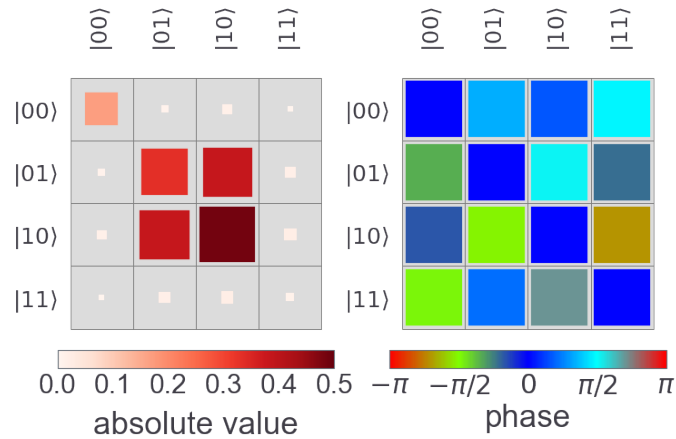 |00⟩ |01⟩ |10⟩ |11⟩ |00⟩ |01⟩ |10⟩ |11⟩
|00⟩ |00⟩
|01⟩ |01⟩
|10⟩ |10⟩
|11⟩ |11⟩
0.0 0.1 0.2 0.3 0.4 0.5 −π −π/2 0 π/2 π
absolute value phase